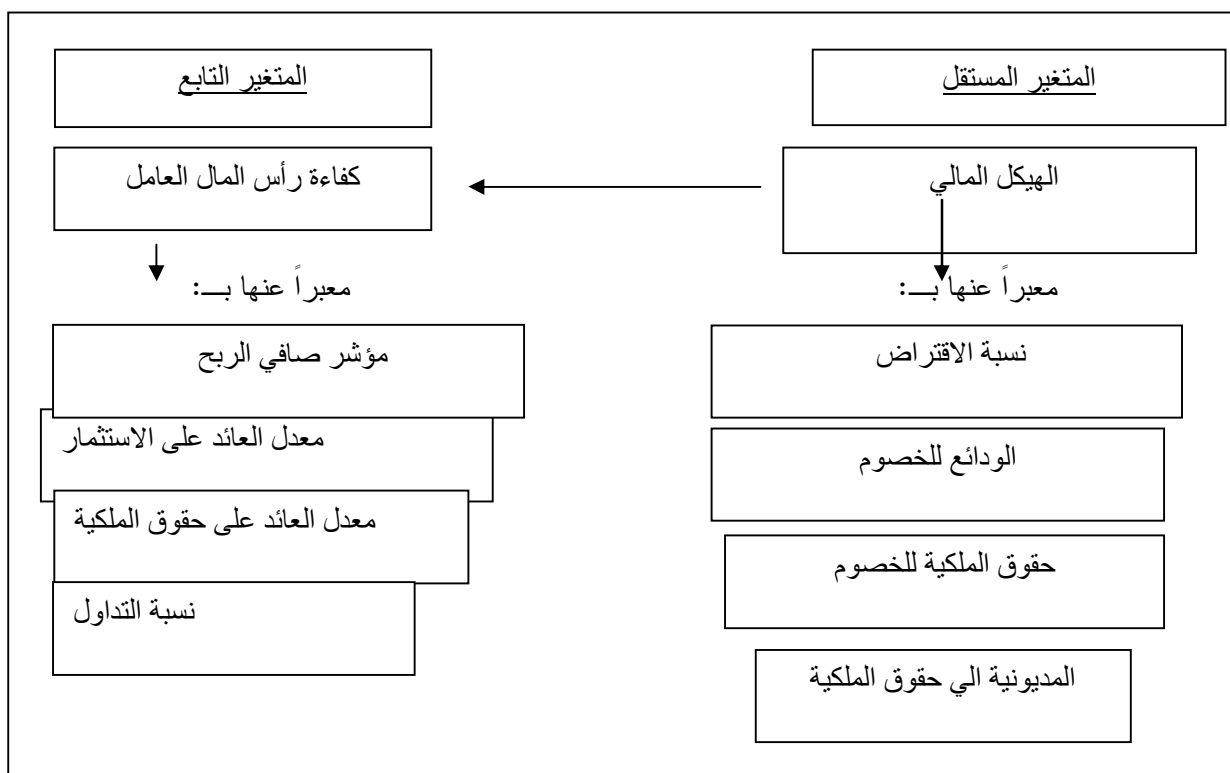 المتغير المستقل
المتغير التابع
الهيكل المالي
كفاءة رأس المال العامل
معبراً عنها بـــ:
معبراً عنها بـــ:
نسبة الاقتراض
الودائع للخصوم
حقوق الملكية للخصوم
المديونية الي حقوق الملكية
مؤشر صافي الربح
معدل العائد على الاستثمار
معدل العائد على حقوق الملكية
نسبة التداول